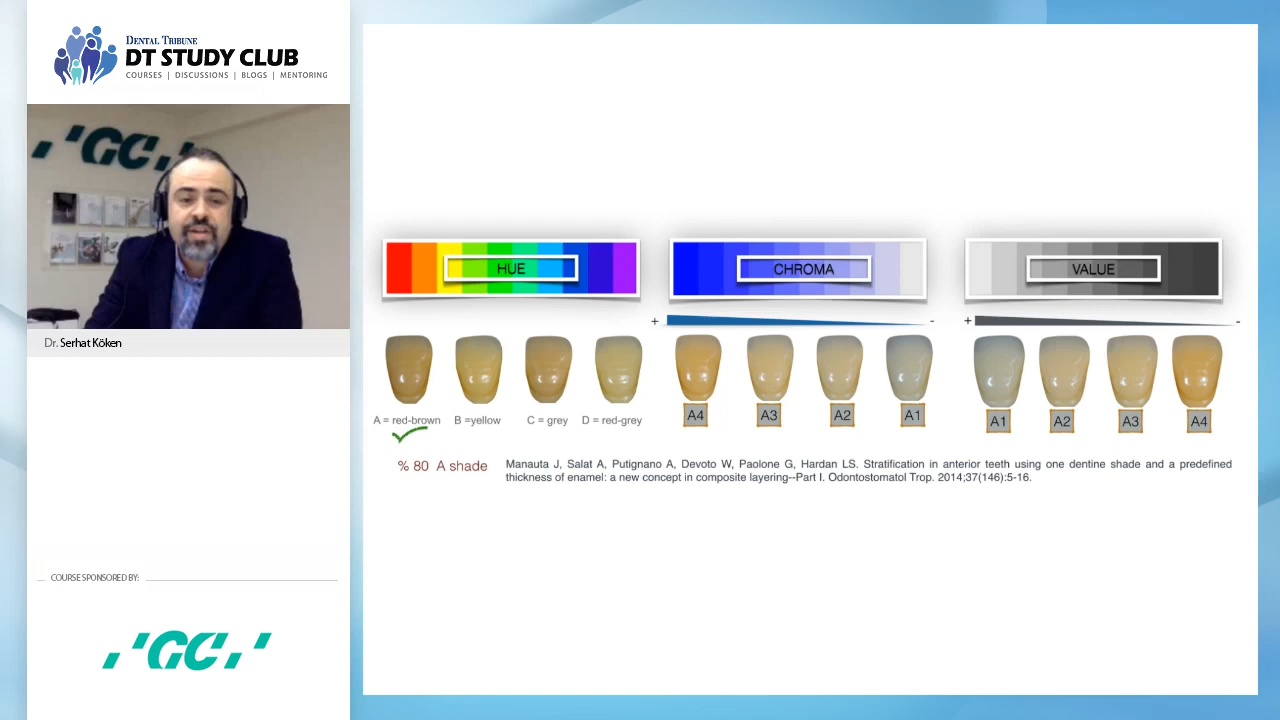 DENTAL TRIBUNE
DT STUDY CLUB
COURSES | DISCUSSIONS | BLOGS | MENTORING
GC
Dr. Serhat Köken
COURSE SPONSORED BY:
GC
HUE
CHROMA
VALUE
+ -
+ -
A = red-brown B =yellow C = grey D = red-grey
A4 A3 A2 A1
A1 A2 A3 A4
% 80 A shade
Manauta J, Salat A, Putignano A, Devoto W, Paolone G, Hardan LS. Stratification in anterior teeth using one dentine shade and a predefined
thickness of enamel: a new concept in composite layering--Part I. Odontostomatol Trop. 2014;37(146):5-16.